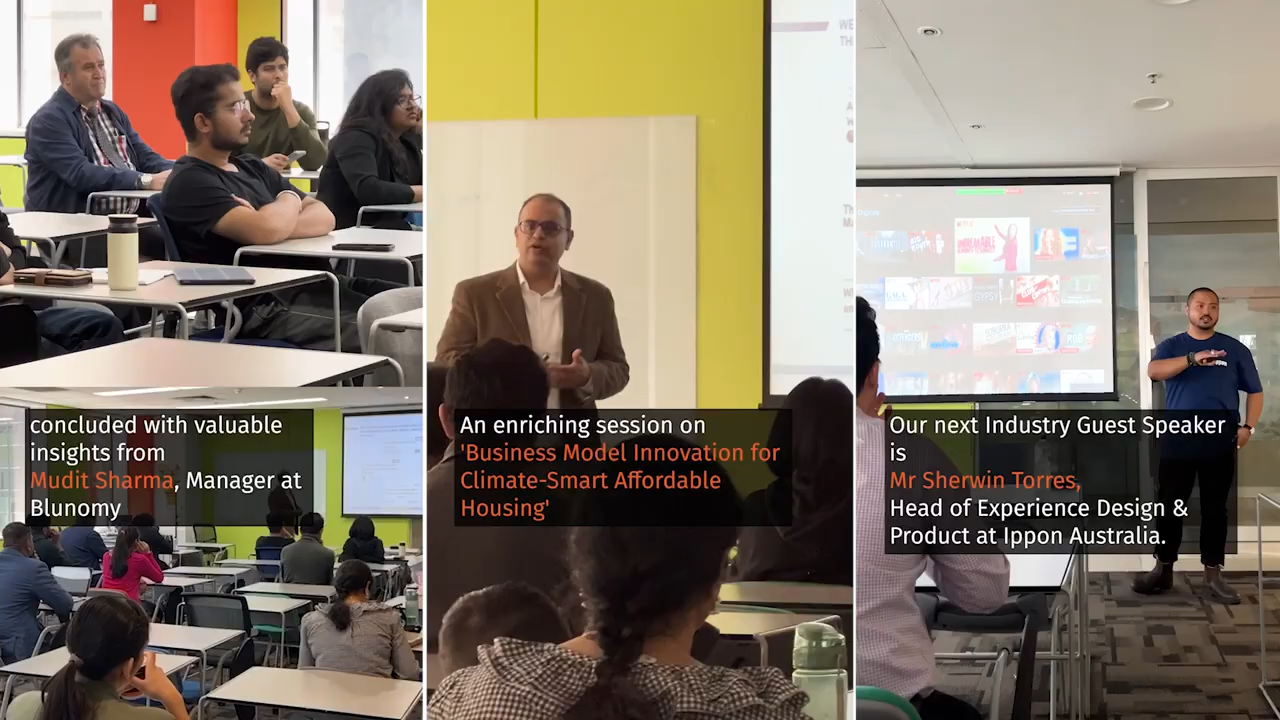 concluded with valuable
insights from
Mudit Sharma, Manager at
Blunomy
WE
TH
An enriching session on
'Business Model Innovation for
Climate-Smart Affordable
Housing'
Our next Industry Guest Speaker
is
Mr Sherwin Torres,
Head of Experience Design &
Product at Ippon Australia.